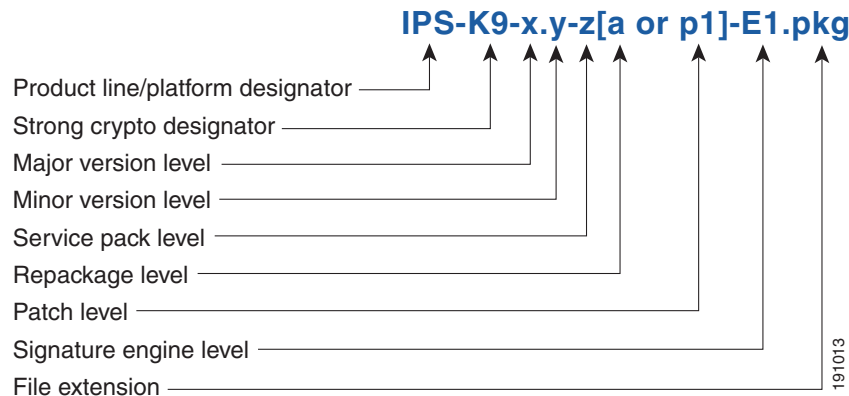 IPS-K9-x.y-z[a or p1]-E1.pkg
Product line/platform designator
Strong crypto designator
Major version level
Minor version level
Service pack level
Repackage level
Patch level
Signature engine level
File extension
191013